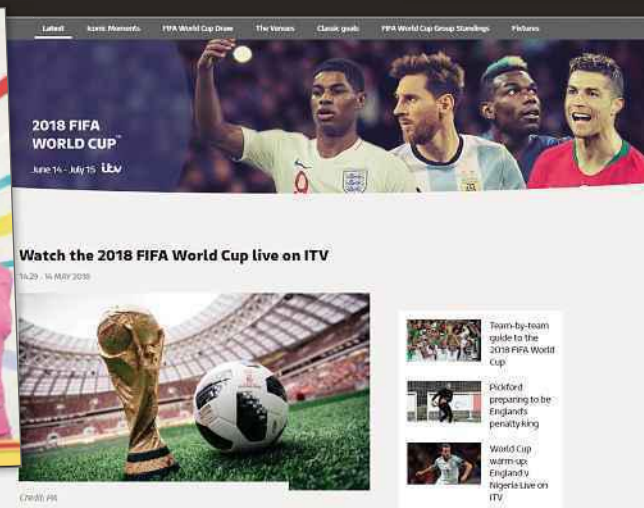 Latest Iconic Moments FIFA World Cup Draw The Venues Classic goals FIFA World Cup Group Standings Fixtures
2018 FIFA
WORLD CUP™
June 14 - July 15 itv
Watch the 2018 FIFA World Cup live on ITV
14:29 - 14 MAY 2018
Team-by-team
guide to the
2018 FIFA World
Cup
Pickford
preparing to be
England's
penalty king
World Cup
warm-up:
England v
Nigeria Live on
ITV
Credit: PA